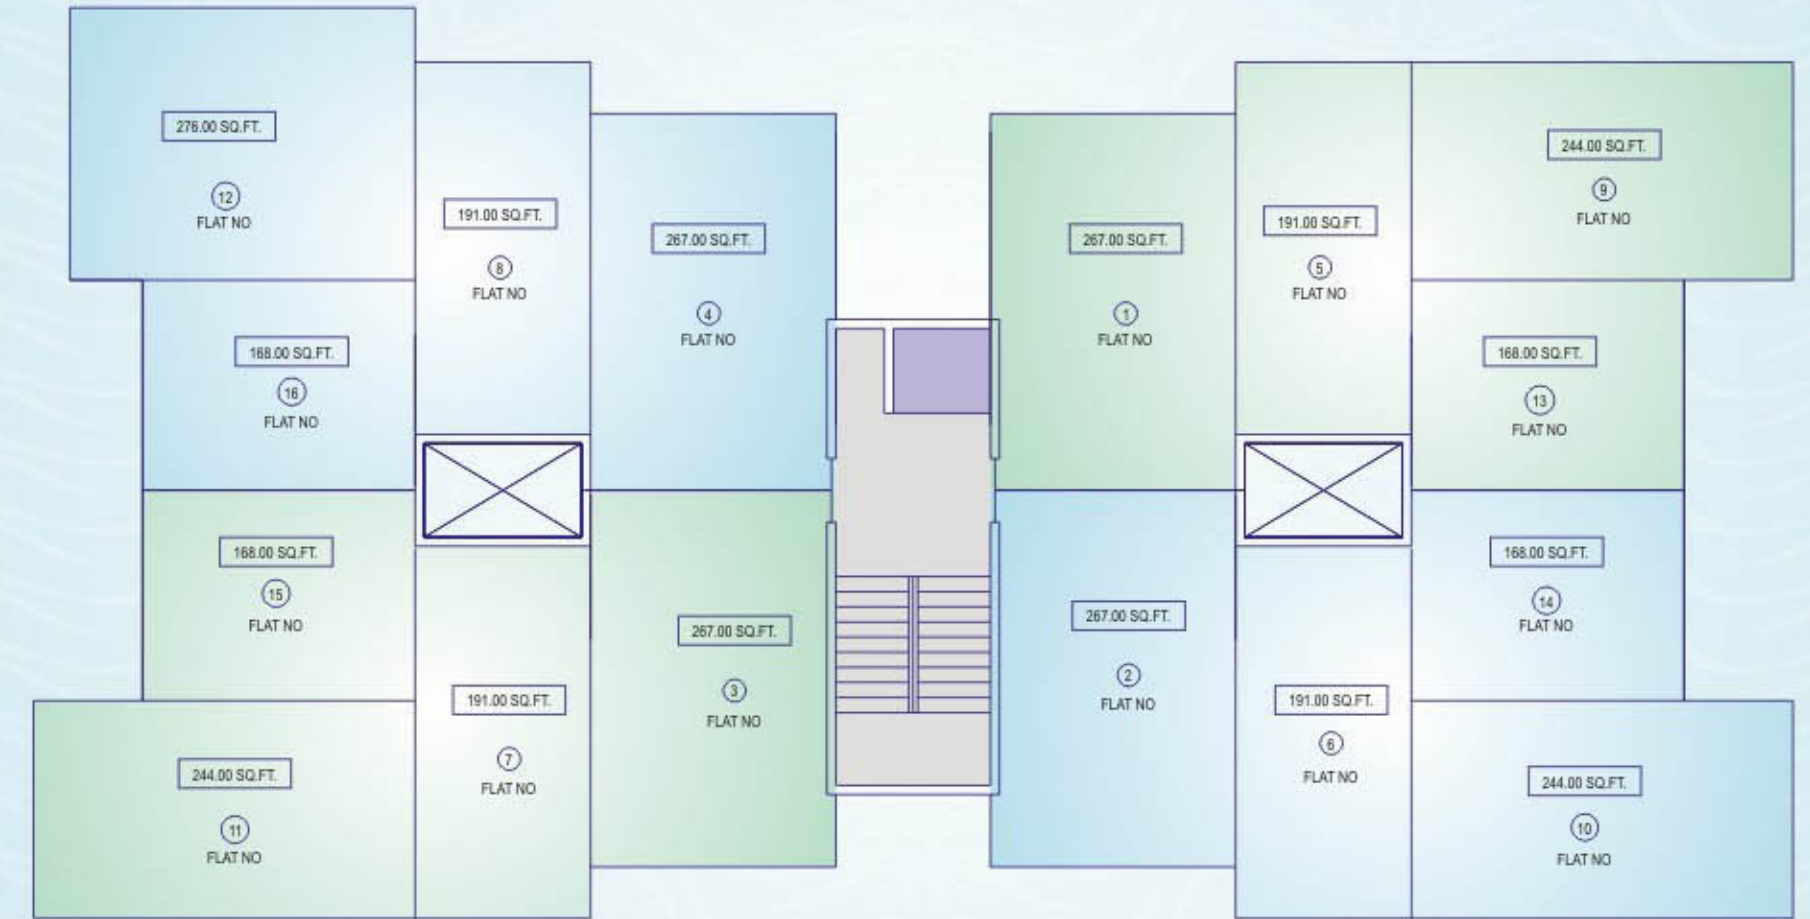 276.00 SQ.FT.
12
FLAT NO
191.00 SQ.FT.
8
FLAT NO
267.00 SQ.FT.
4
FLAT NO
267.00 SQ.FT.
1
FLAT NO
191.00 SQ.FT.
5
FLAT NO
244.00 SQ.FT.
9
FLAT NO
168.00 SQ.FT.
16
FLAT NO
168.00 SQ.FT.
13
FLAT NO
168.00 SQ.FT.
15
FLAT NO
191.00 SQ.FT.
7
FLAT NO
267.00 SQ.FT.
3
FLAT NO
267.00 SQ.FT.
2
FLAT NO
191.00 SQ.FT.
6
FLAT NO
168.00 SQ.FT.
14
FLAT NO
244.00 SQ.FT.
11
FLAT NO
244.00 SQ.FT.
10
FLAT NO